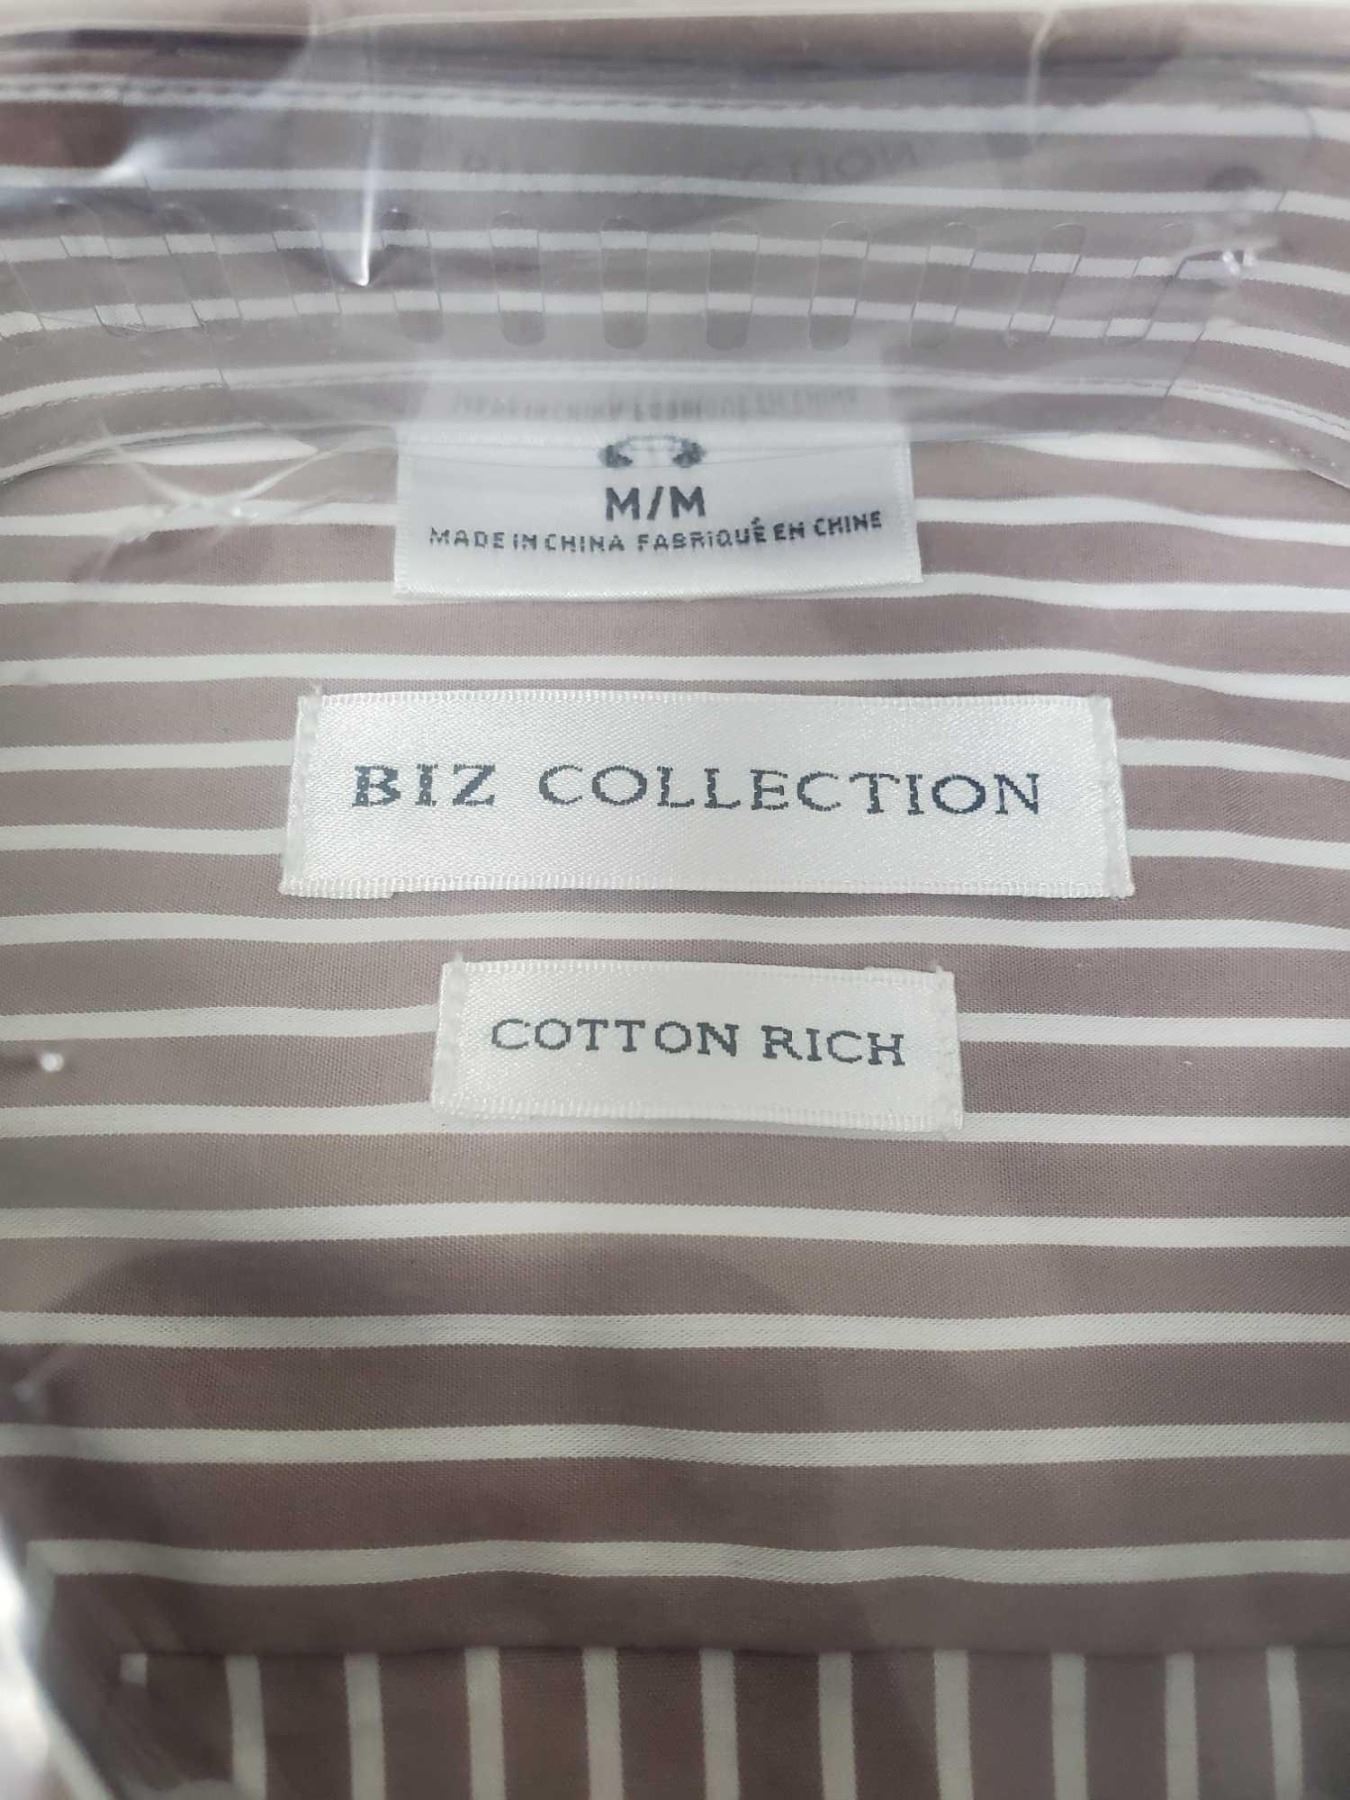 M/M
MADE IN CHINA FABRIQUÉ EN CHINE
BIZ COLLECTION
COTTON RICH